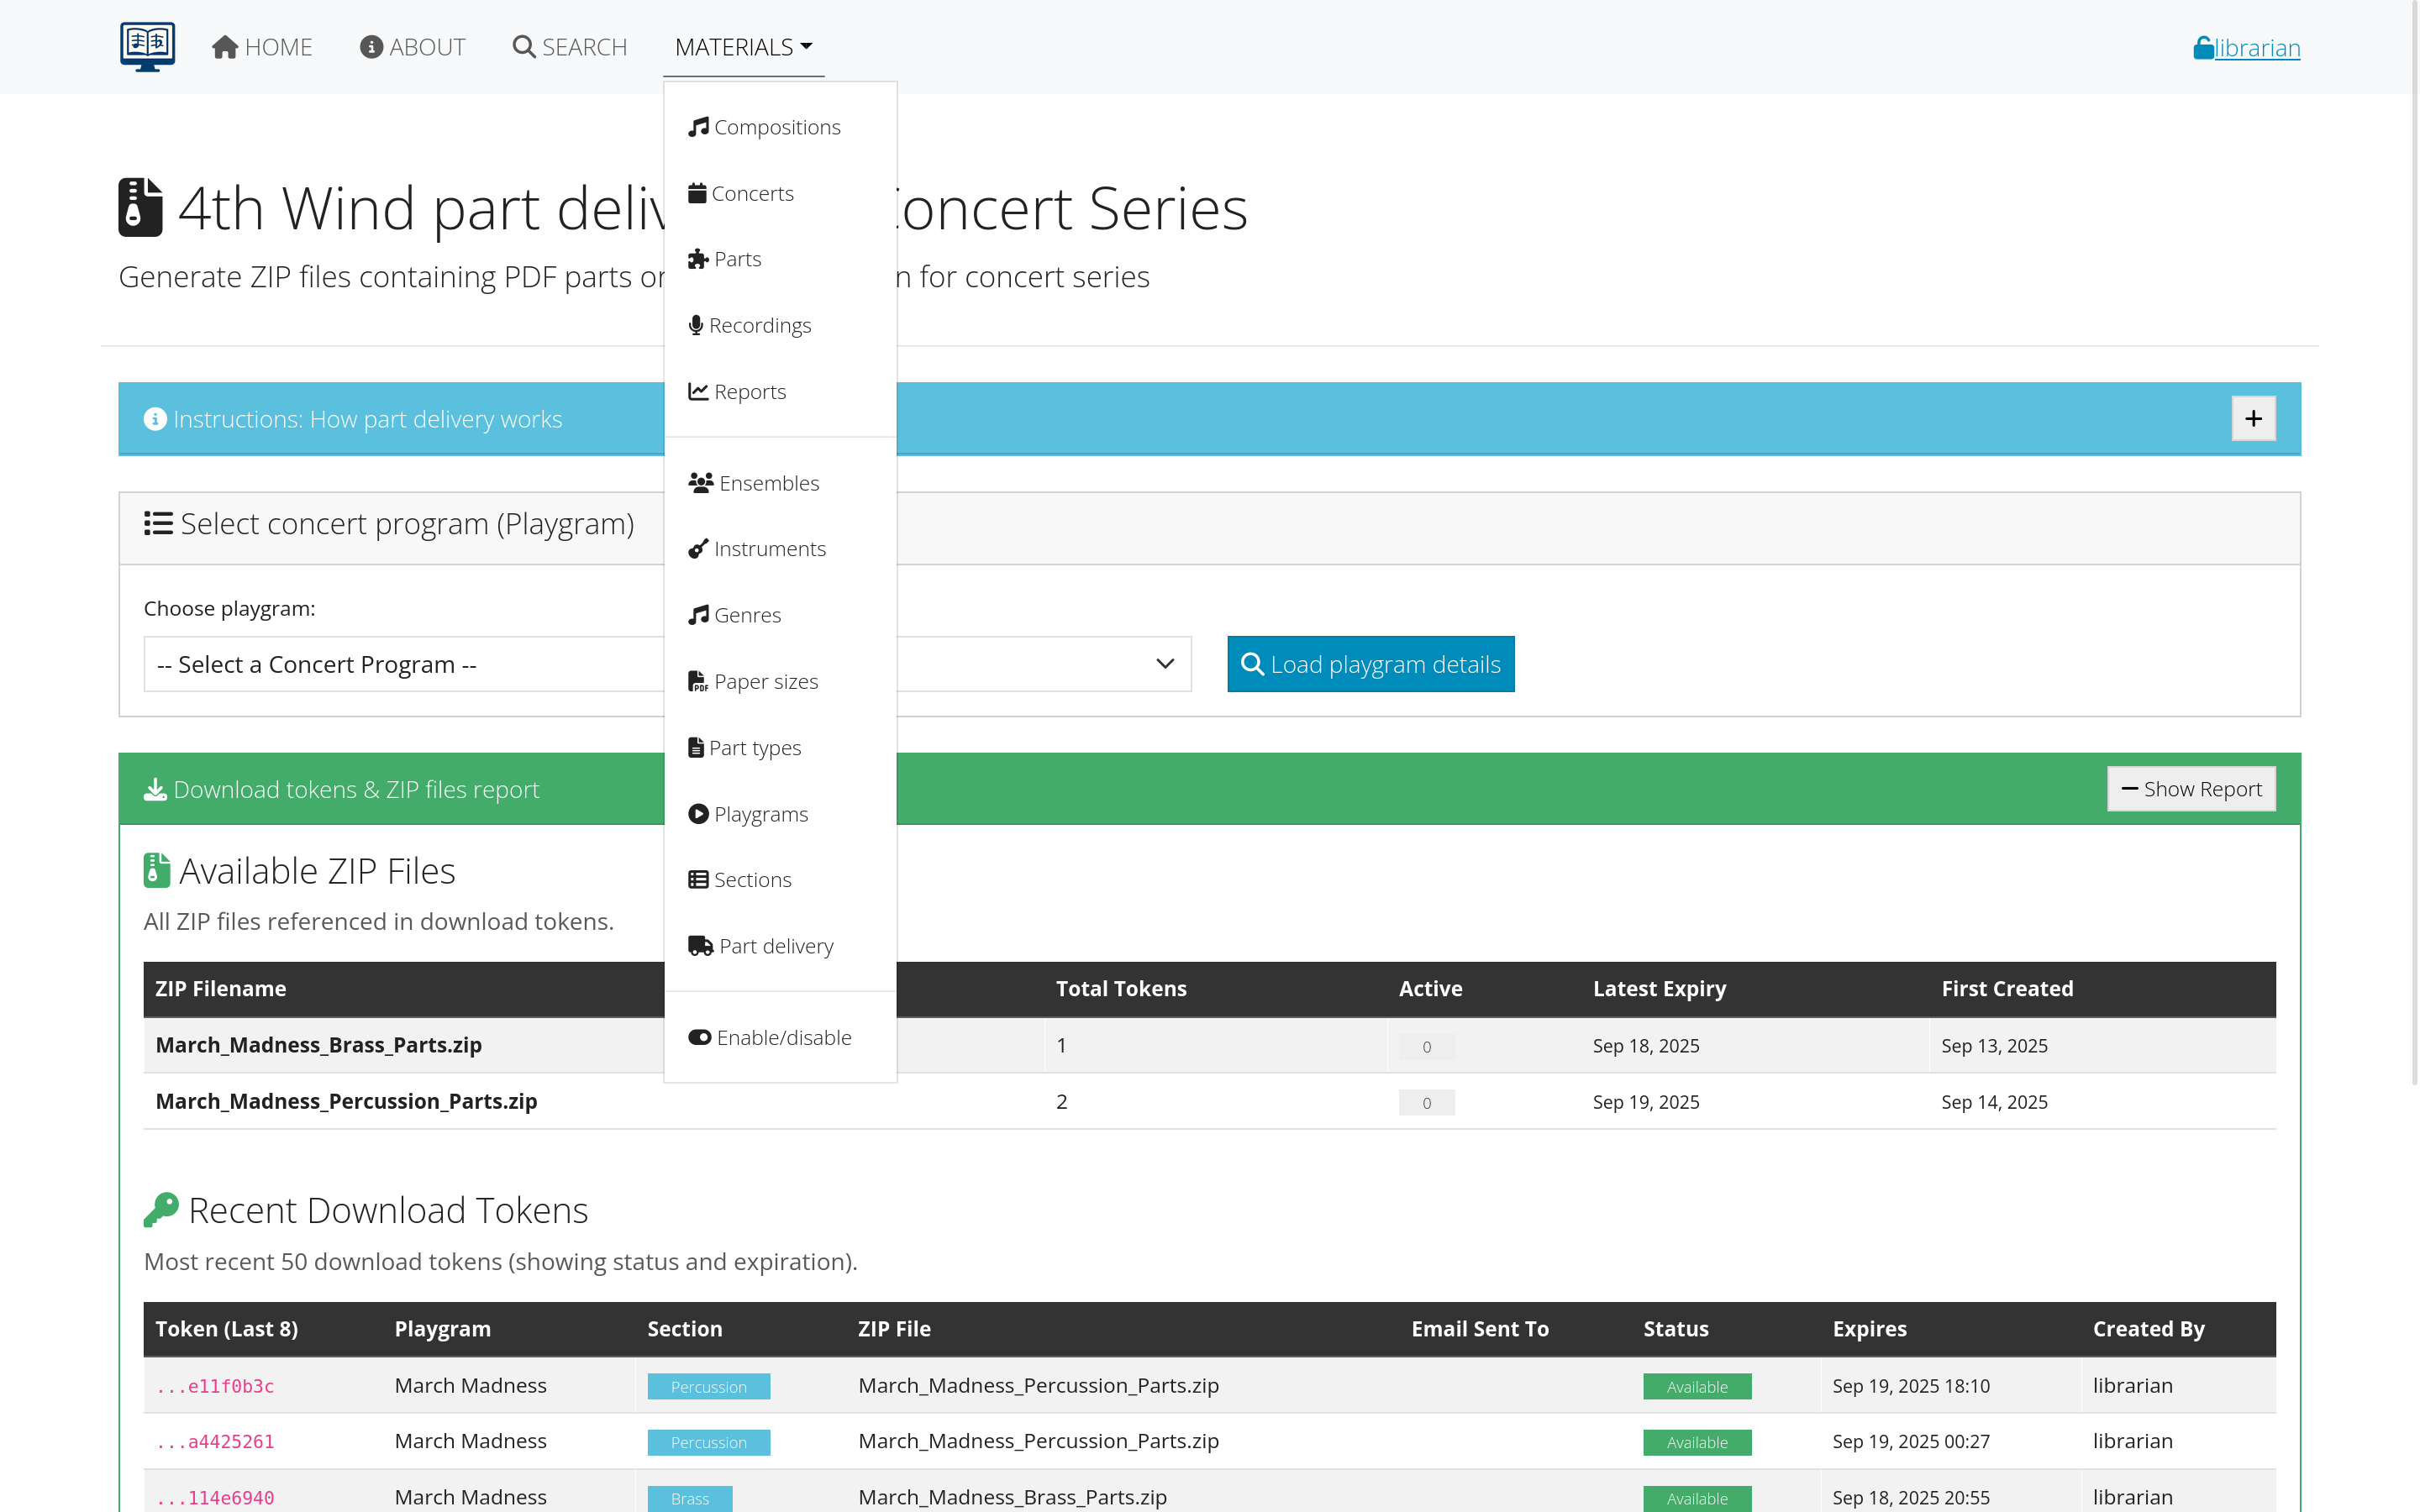 HOME ABOUT SEARCH MATERIALS librarian
Compositions
Concerts
Parts
Recordings
Reports
Ensembles
Instruments
Genres
Paper sizes
Part types
Playgrams
Sections
Part delivery
Enable/disable
4th Wind part deliv oncert Series
Generate ZIP files containing PDF parts or n for concert series
Instructions: How part delivery works
Select concert program (Playgram)
Choose playgram:
-- Select a Concert Program -- Load playgram details
Download tokens & ZIP files report Show Report
Available ZIP Files
All ZIP files referenced in download tokens.
ZIP Filename Total Tokens Active Latest Expiry First Created
March_Madness_Brass_Parts.zip 1 0 Sep 18, 2025 Sep 13, 2025
March_Madness_Percussion_Parts.zip 2 0 Sep 19, 2025 Sep 14, 2025
Recent Download Tokens
Most recent 50 download tokens (showing status and expiration).
Token (Last 8) Playgram Section ZIP File Email Sent To Status Expires Created By
...e11f0b3c March Madness Percussion March_Madness_Percussion_Parts.zip Available Sep 19, 2025 18:10 librarian
...a4425261 March Madness Percussion March_Madness_Percussion_Parts.zip Available Sep 19, 2025 00:27 librarian
...114e6940 March Madness Brass March_Madness_Brass_Parts.zip Available Sep 18, 2025 20:55 librarian